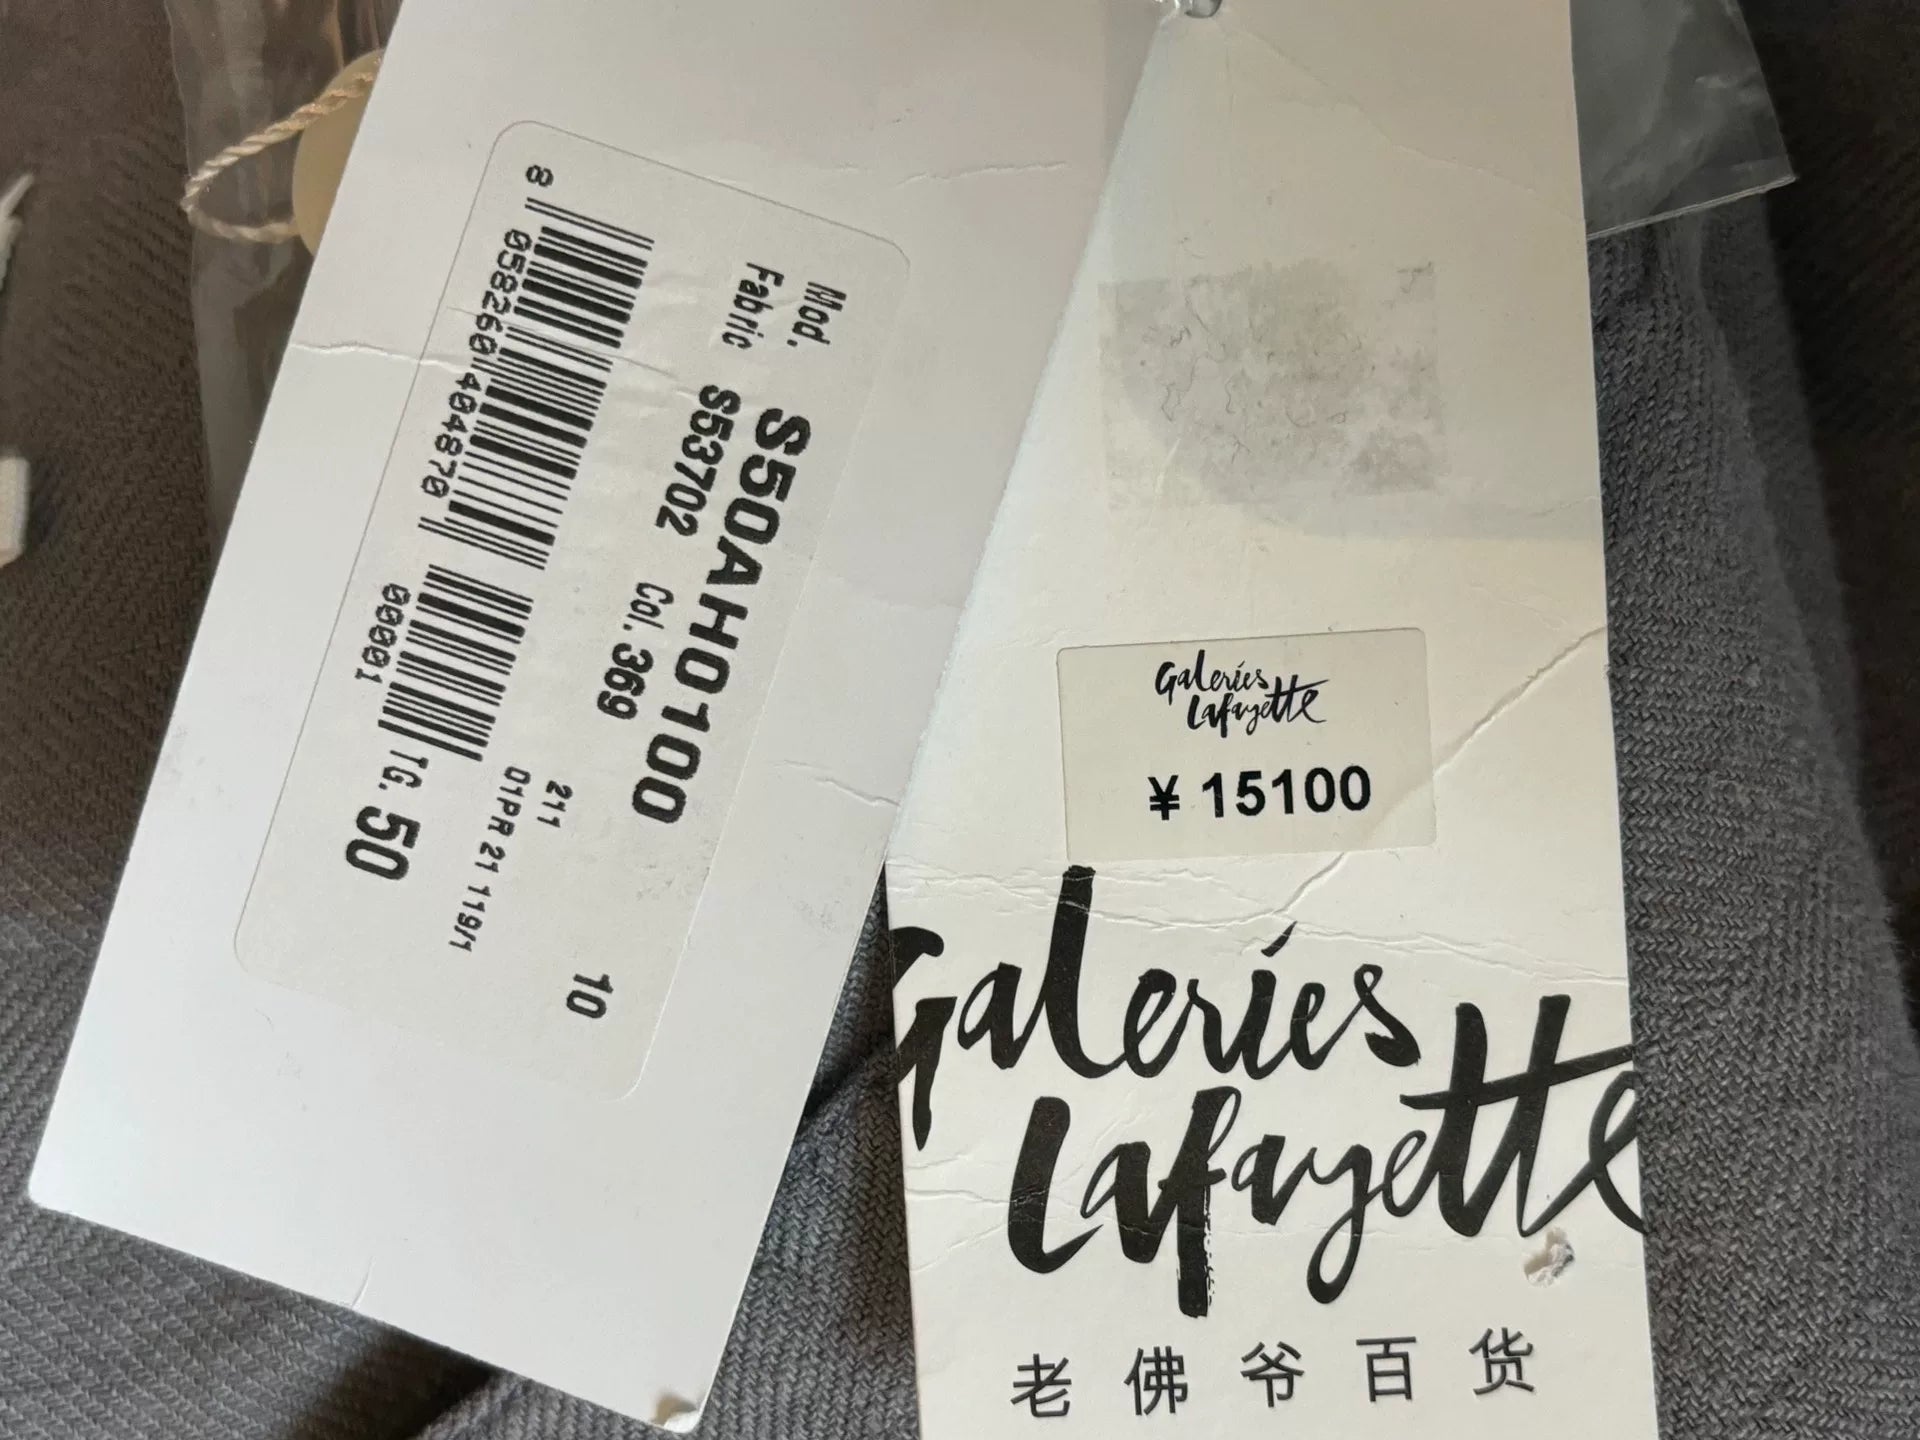 Mod. S50AH0100
Fabric S53702 Col. 369
211
01PR 21 119/1
10
8 058260 404870
00001
TG. 50
Galeries
Lafayette
¥ 15100
Galeries
Lafayette
老佛爷百货